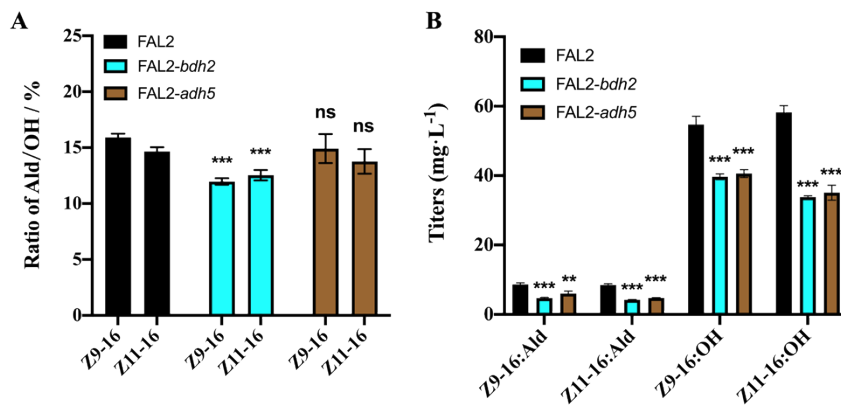 A
Ratio of Ald/OH / %
25
20
15
10
5
0
FAL2
FAL2-bdh2
FAL2-adh5
***
***
ns
ns
Z9-16
Z11-16
Z9-16
Z11-16
Z9-16
Z11-16
B
Titers (mg·L⁻¹)
80
60
40
20
0
FAL2
FAL2-bdh2
FAL2-adh5
***
**
***
***
***
***
***
***
Z9-16:Ald
Z11-16:Ald
Z9-16:OH
Z11-16:OH